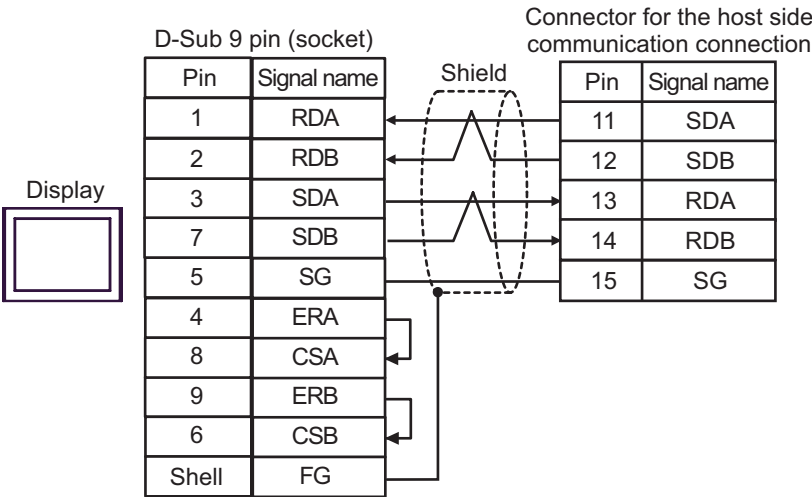 Connector for the host side
communication connection
D-Sub 9 pin (socket)
Shield
Display
Pin Signal name
1 RDA
2 RDB
3 SDA
7 SDB
5 SG
4 ERA
8 CSA
9 ERB
6 CSB
Shell FG
Pin Signal name
11 SDA
12 SDB
13 RDA
14 RDB
15 SG